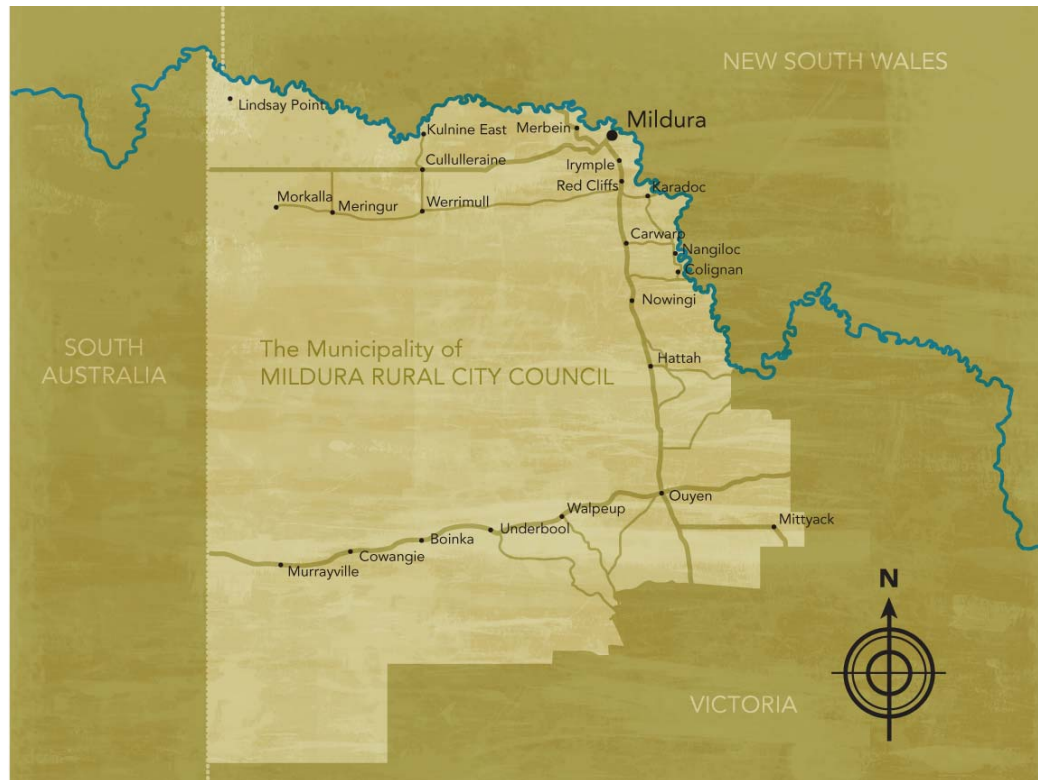 NEW SOUTH WALES
Lindsay Point
Kulnine East
Merbein
Mildura
Cullulleraine
Irymple
Red Cliffs
Karadoc
Morkalla
Meringur
Werrimull
Carwarp
Nangiloc
Colignan
Nowingi
SOUTH
AUSTRALIA
The Municipality of
MILDURA RURAL CITY COUNCIL
Hattah
Ouyen
Walpeup
Underbool
Mittyack
Boinka
Cowangie
Murrayville
N
VICTORIA